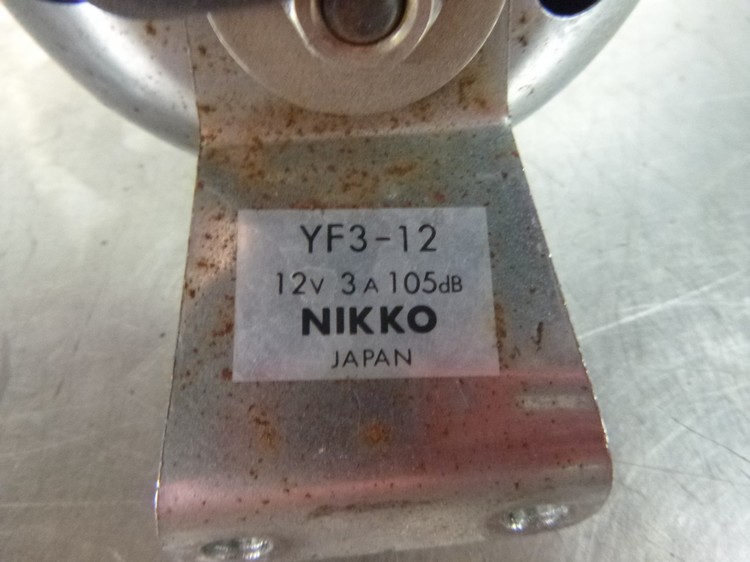 YF3-12
12V 3A 105dB
NIKKO
JAPAN